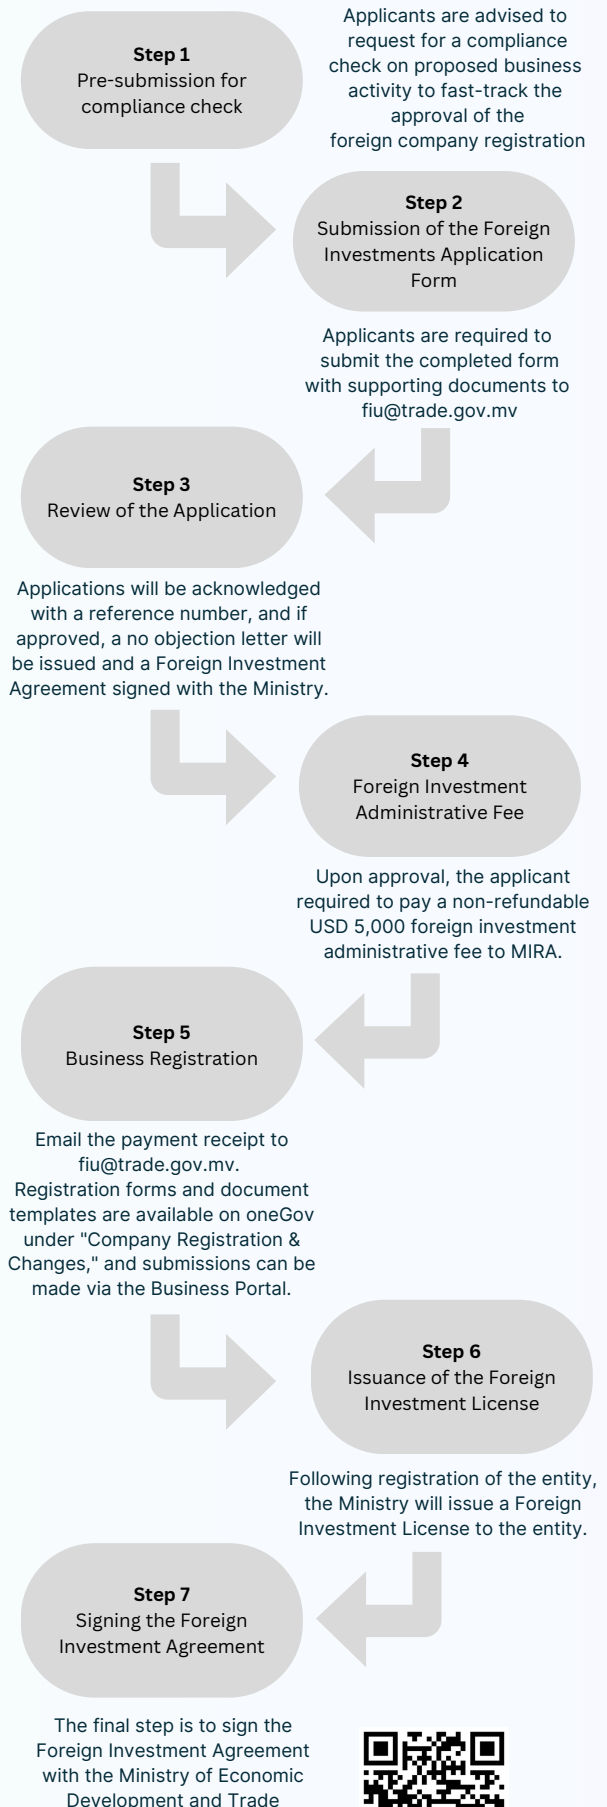 Step 1
Pre-submission for
compliance check
Applicants are advised to
request for a compliance
check on proposed business
activity to fast-track the
approval of the
foreign company registration
Step 2
Submission of the Foreign
Investments Application
Form
Applicants are required to
submit the completed form
with supporting documents to
fiu@trade.gov.mv
Step 3
Review of the Application
Applications will be acknowledged
with a reference number, and if
approved, a no objection letter will
be issued and a Foreign Investment
Agreement signed with the Ministry.
Step 4
Foreign Investment
Administrative Fee
Upon approval, the applicant
required to pay a non-refundable
USD 5,000 foreign investment
administrative fee to MIRA.
Step 5
Business Registration
Email the payment receipt to
fiu@trade.gov.mv.
Registration forms and document
templates are available on oneGov
under "Company Registration &
Changes," and submissions can be
made via the Business Portal.
Step 6
Issuance of the Foreign
Investment License
Following registration of the entity,
the Ministry will issue a Foreign
Investment License to the entity.
Step 7
Signing the Foreign
Investment Agreement
The final step is to sign the
Foreign Investment Agreement
with the Ministry of Economic
Development and Trade